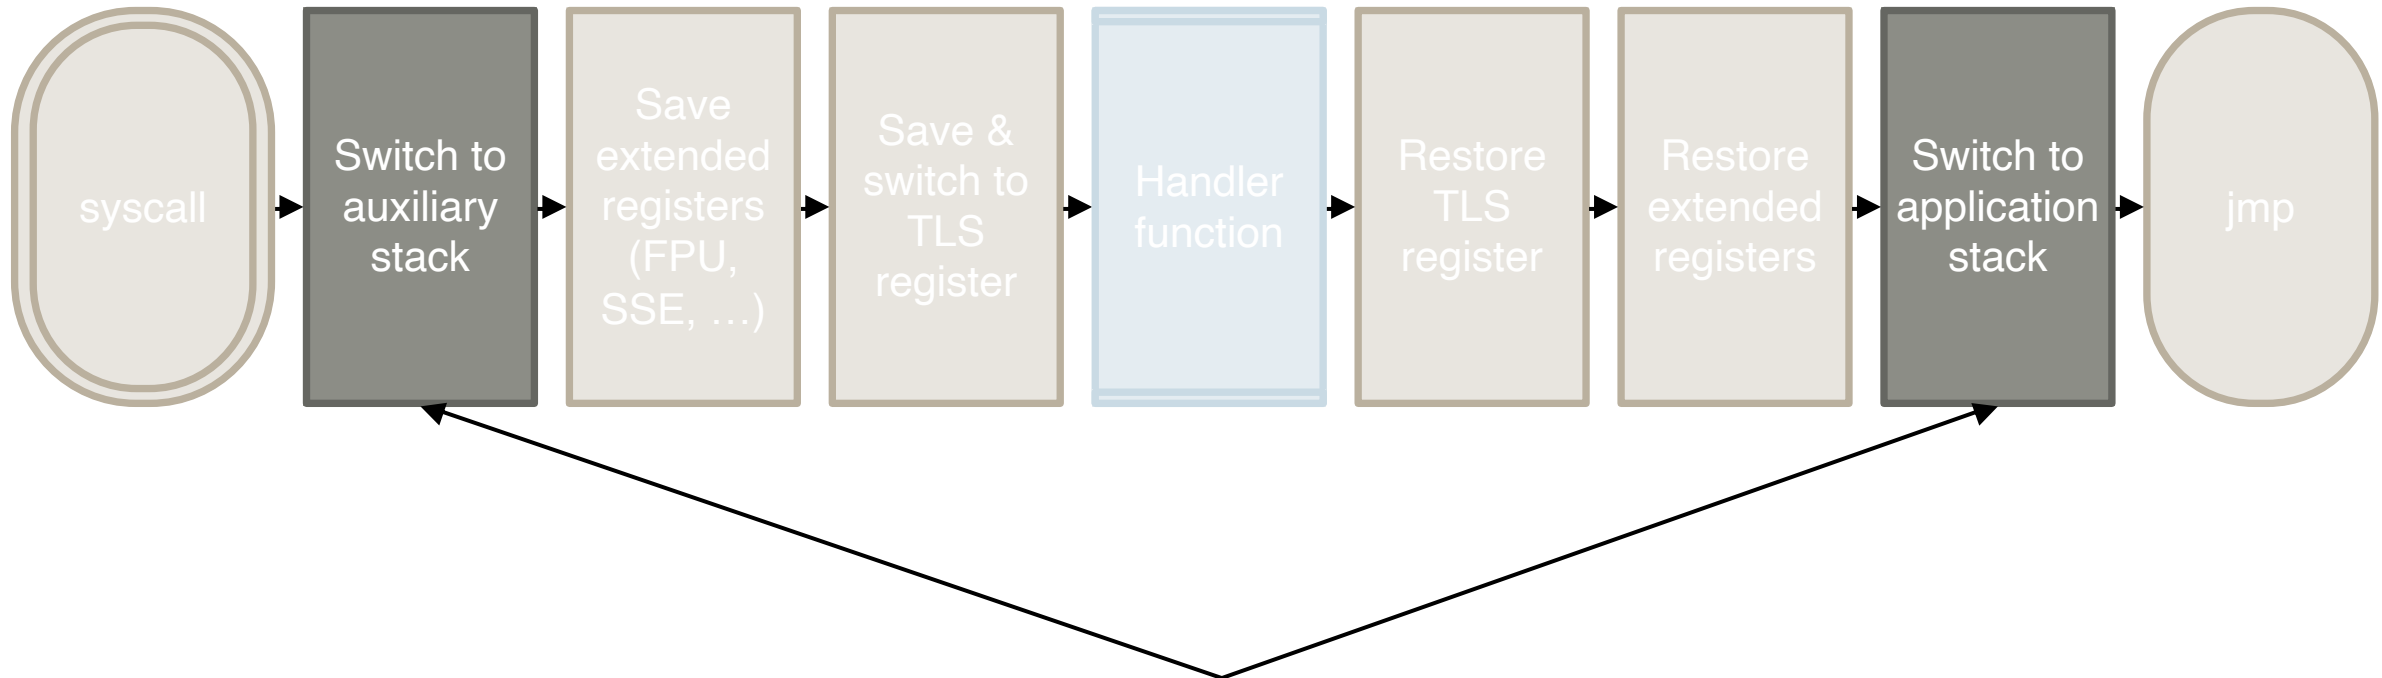 syscall
Switch to
auxiliary
stack
Save
extended
registers
(FPU,
SSE, …)
Save &
switch to
TLS
register
Handler
function
Restore
TLS
register
Restore
extended
registers
Switch to
application
stack
jmp